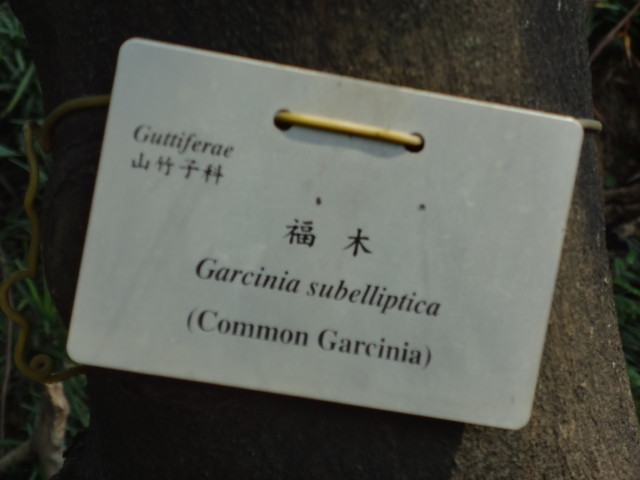 Guttiferae
山竹子科
福木
Garcinia subelliptica
(Common Garcinia)